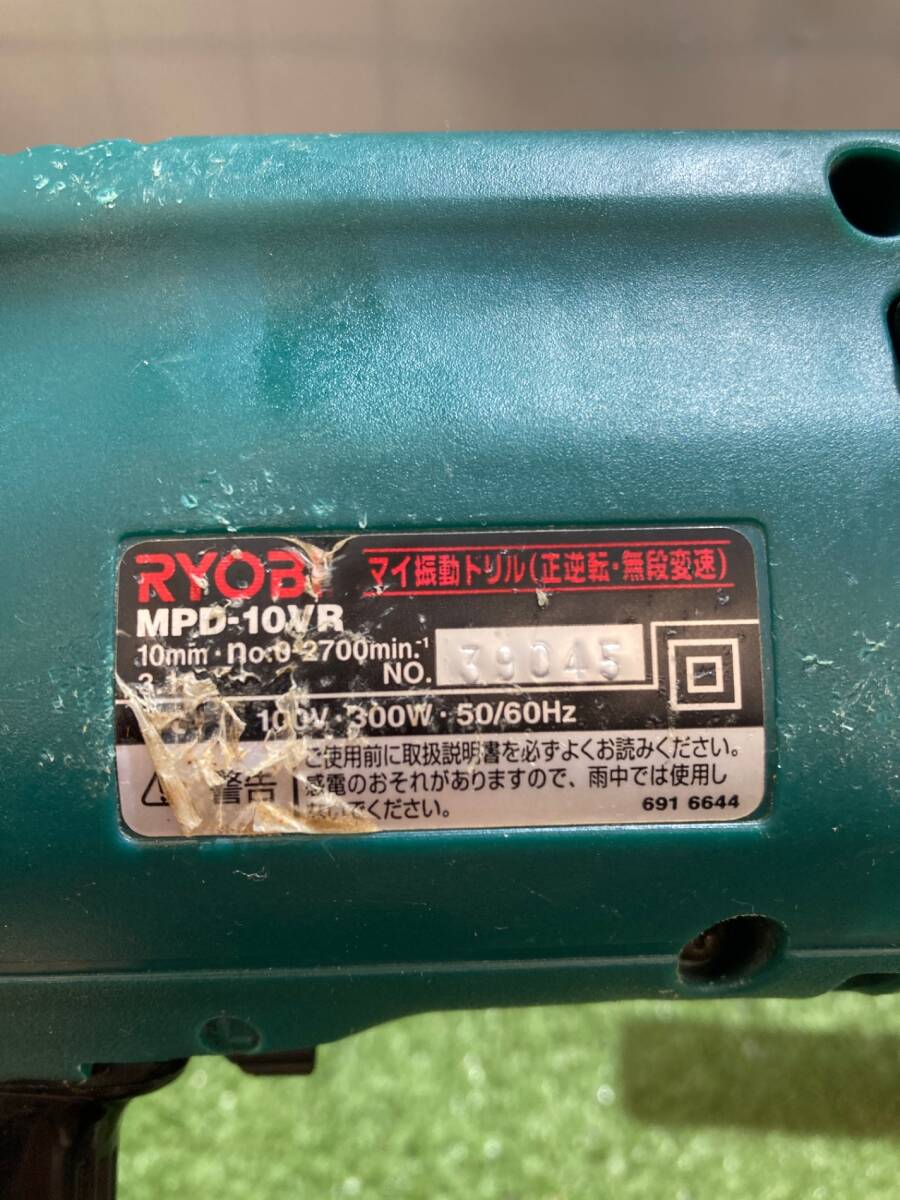 RYOBI マイ振動ドリル(正逆転・無段変速)
MPD-10VR
10mm・no:0-2700min.⁻¹
NO. 39045
100V・300W・50/60Hz
警告
ご使用前に取扱説明書を必ずよくお読みください。
感電のおそれがありますので、雨中では使用し
ないでください。
691 6644
L